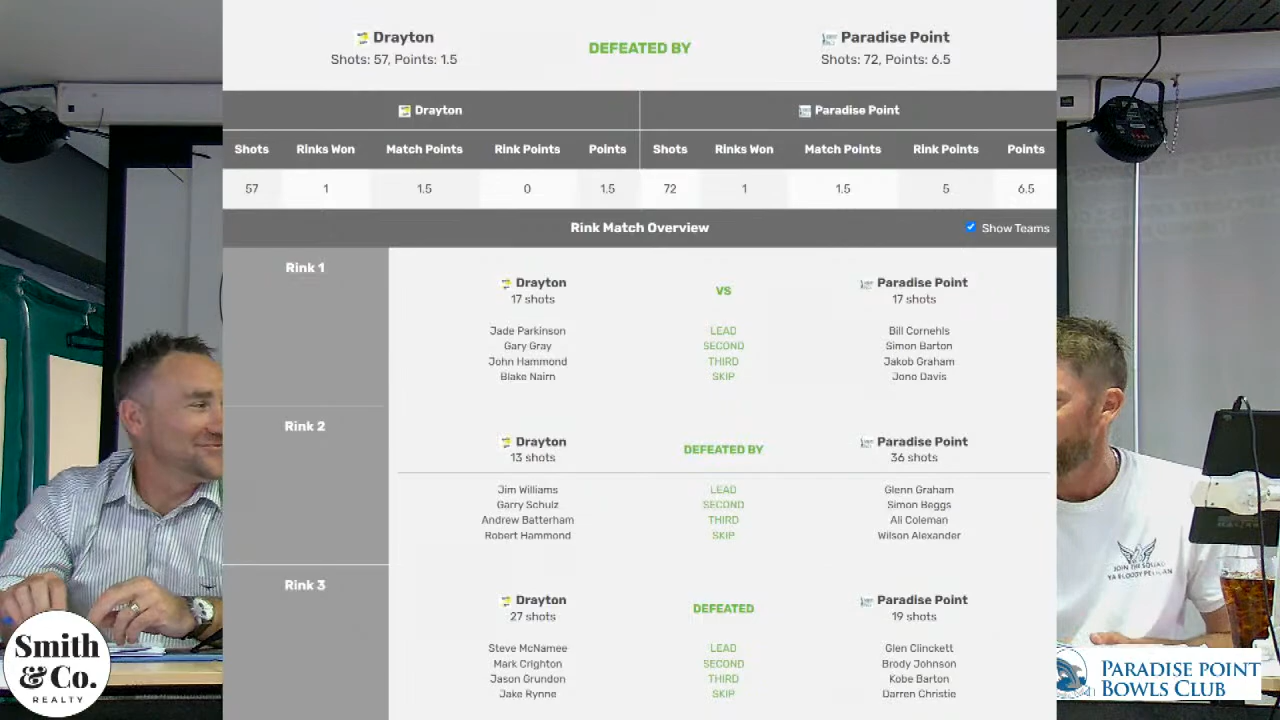 Drayton
Shots: 57, Points: 1.5
DEFEATED BY
Paradise Point
Shots: 72, Points: 6.5
Drayton Paradise Point
Shots Rinks Won Match Points Rink Points Points Shots Rinks Won Match Points Rink Points Points
57 1 1.5 0 1.5 72 1 1.5 5 6.5
Rink Match Overview Show Teams
Rink 1
Drayton VS Paradise Point
17 shots 17 shots
Jade Parkinson LEAD Bill Cornehls
Gary Gray SECOND Simon Barton
John Hammond THIRD Jakob Graham
Blake Nairn SKIP Jono Davis
Rink 2
Drayton DEFEATED BY Paradise Point
13 shots 36 shots
Jim Williams LEAD Glenn Graham
Garry Schulz SECOND Simon Beggs
Andrew Batterham THIRD Ali Coleman
Robert Hammond SKIP Wilson Alexander
Rink 3
Drayton DEFEATED Paradise Point
27 shots 19 shots
Steve McNamee LEAD Glen Clinckett
Mark Crighton SECOND Brody Johnson
Jason Grundon THIRD Kobe Barton
Jake Rynne SKIP Darren Christie
JOIN THE SQUAD
YA BLOODY PELICAN
Smith
& Co.
REALTY
PARADISE POINT
BOWLS CLUB